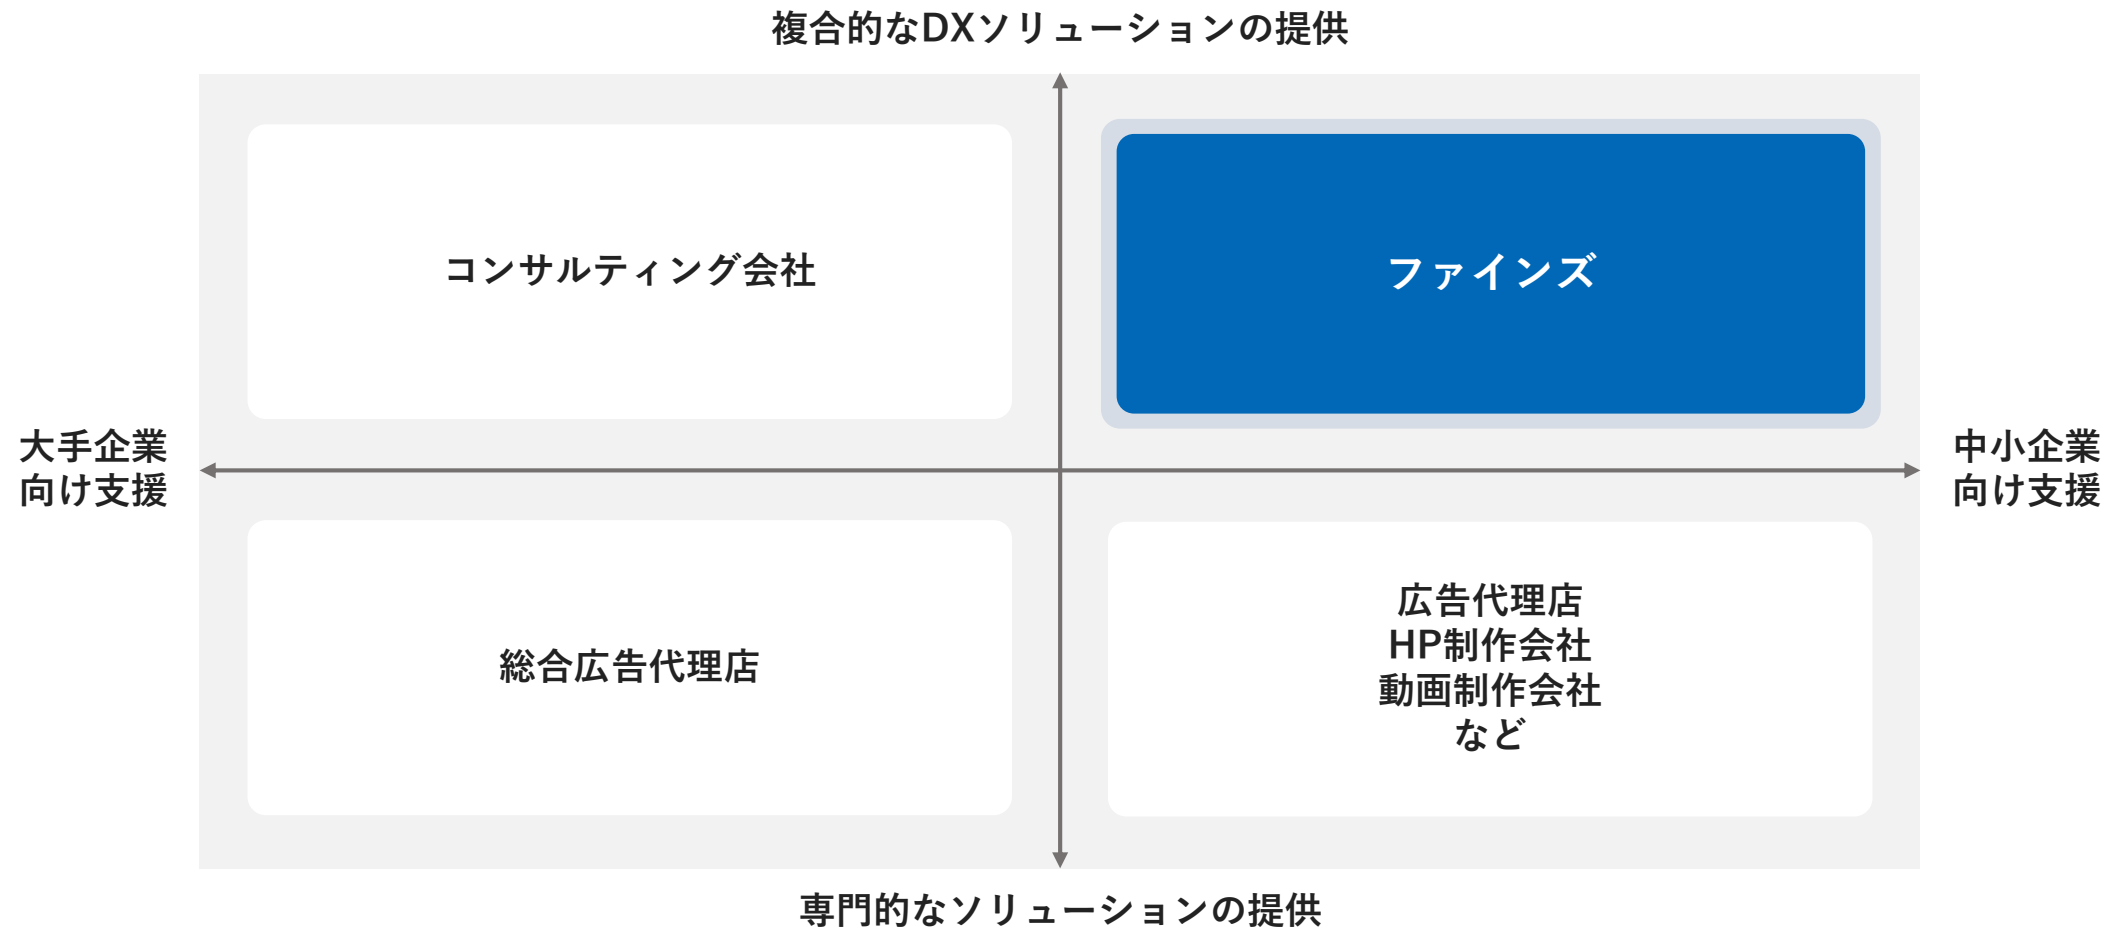 複合的なDXソリューションの提供
コンサルティング会社
ファインズ
大手企業
向け支援
中小企業
向け支援
総合広告代理店
広告代理店
HP制作会社
動画制作会社
など
専門的なソリューションの提供